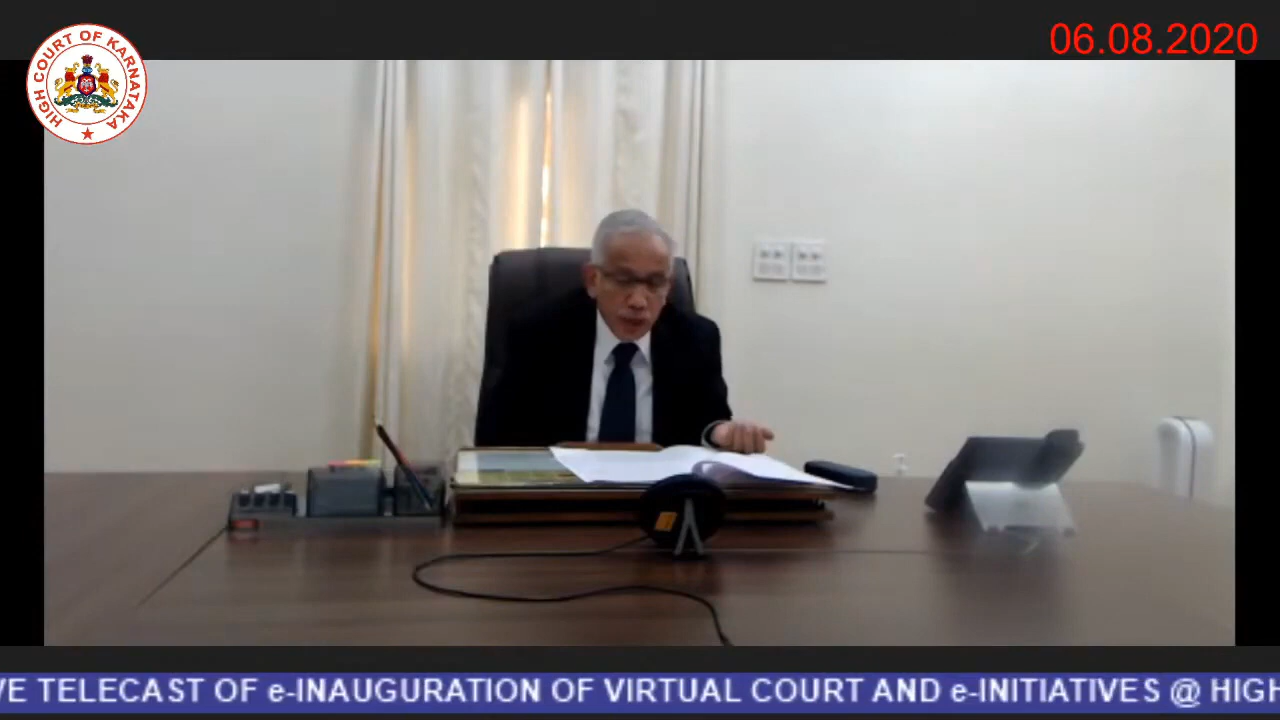 HIGH COURT OF KARNATAKA
06.08.2020
VE TELECAST OF e-INAUGURATION OF VIRTUAL COURT AND e-INITIATIVES @ HIGH